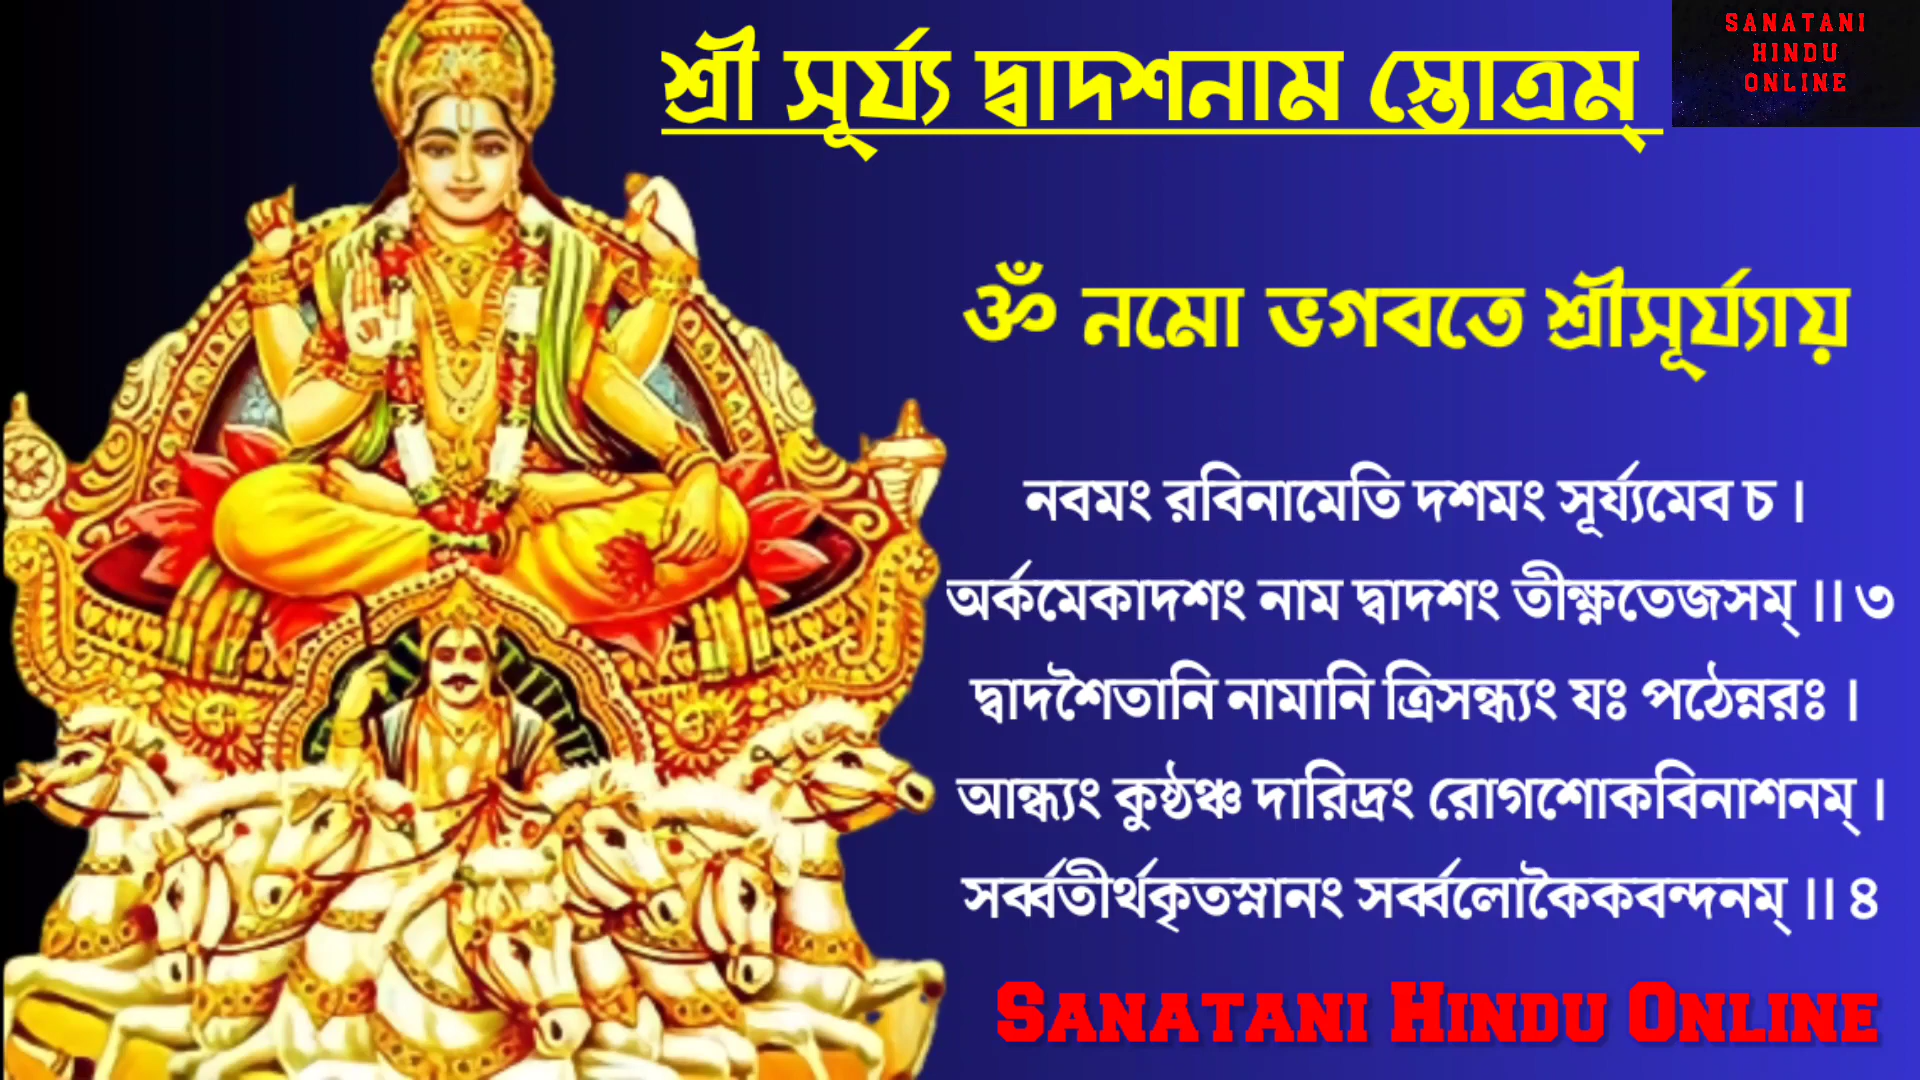 শ্রী সূর্য্য দ্বাদশনাম স্তোত্রম্
SANATANI
HINDU
ONLINE
ॐ নমো ভগবতে শ্রীসূর্য্যায়
নবমং রবিনামেতি দশমং সূর্য্যমেব চ ।
অর্কমেকাদশং নাম দ্বাদশং তীক্ষ্ণতেজসম্ ।। ৩
দ্বাদশৈতানি নামানি ত্রিসন্ধ্যং যঃ পঠেন্নরঃ ।
আন্ধ্যং কুষ্ঠঞ্চ দারিদ্রং রোগশোকবিনাশনম্ ।
সর্ব্বতীর্থকৃতস্নানং সর্ব্বলোকৈকবন্দনম্ ।। ৪
SANATANI HINDU ONLINE